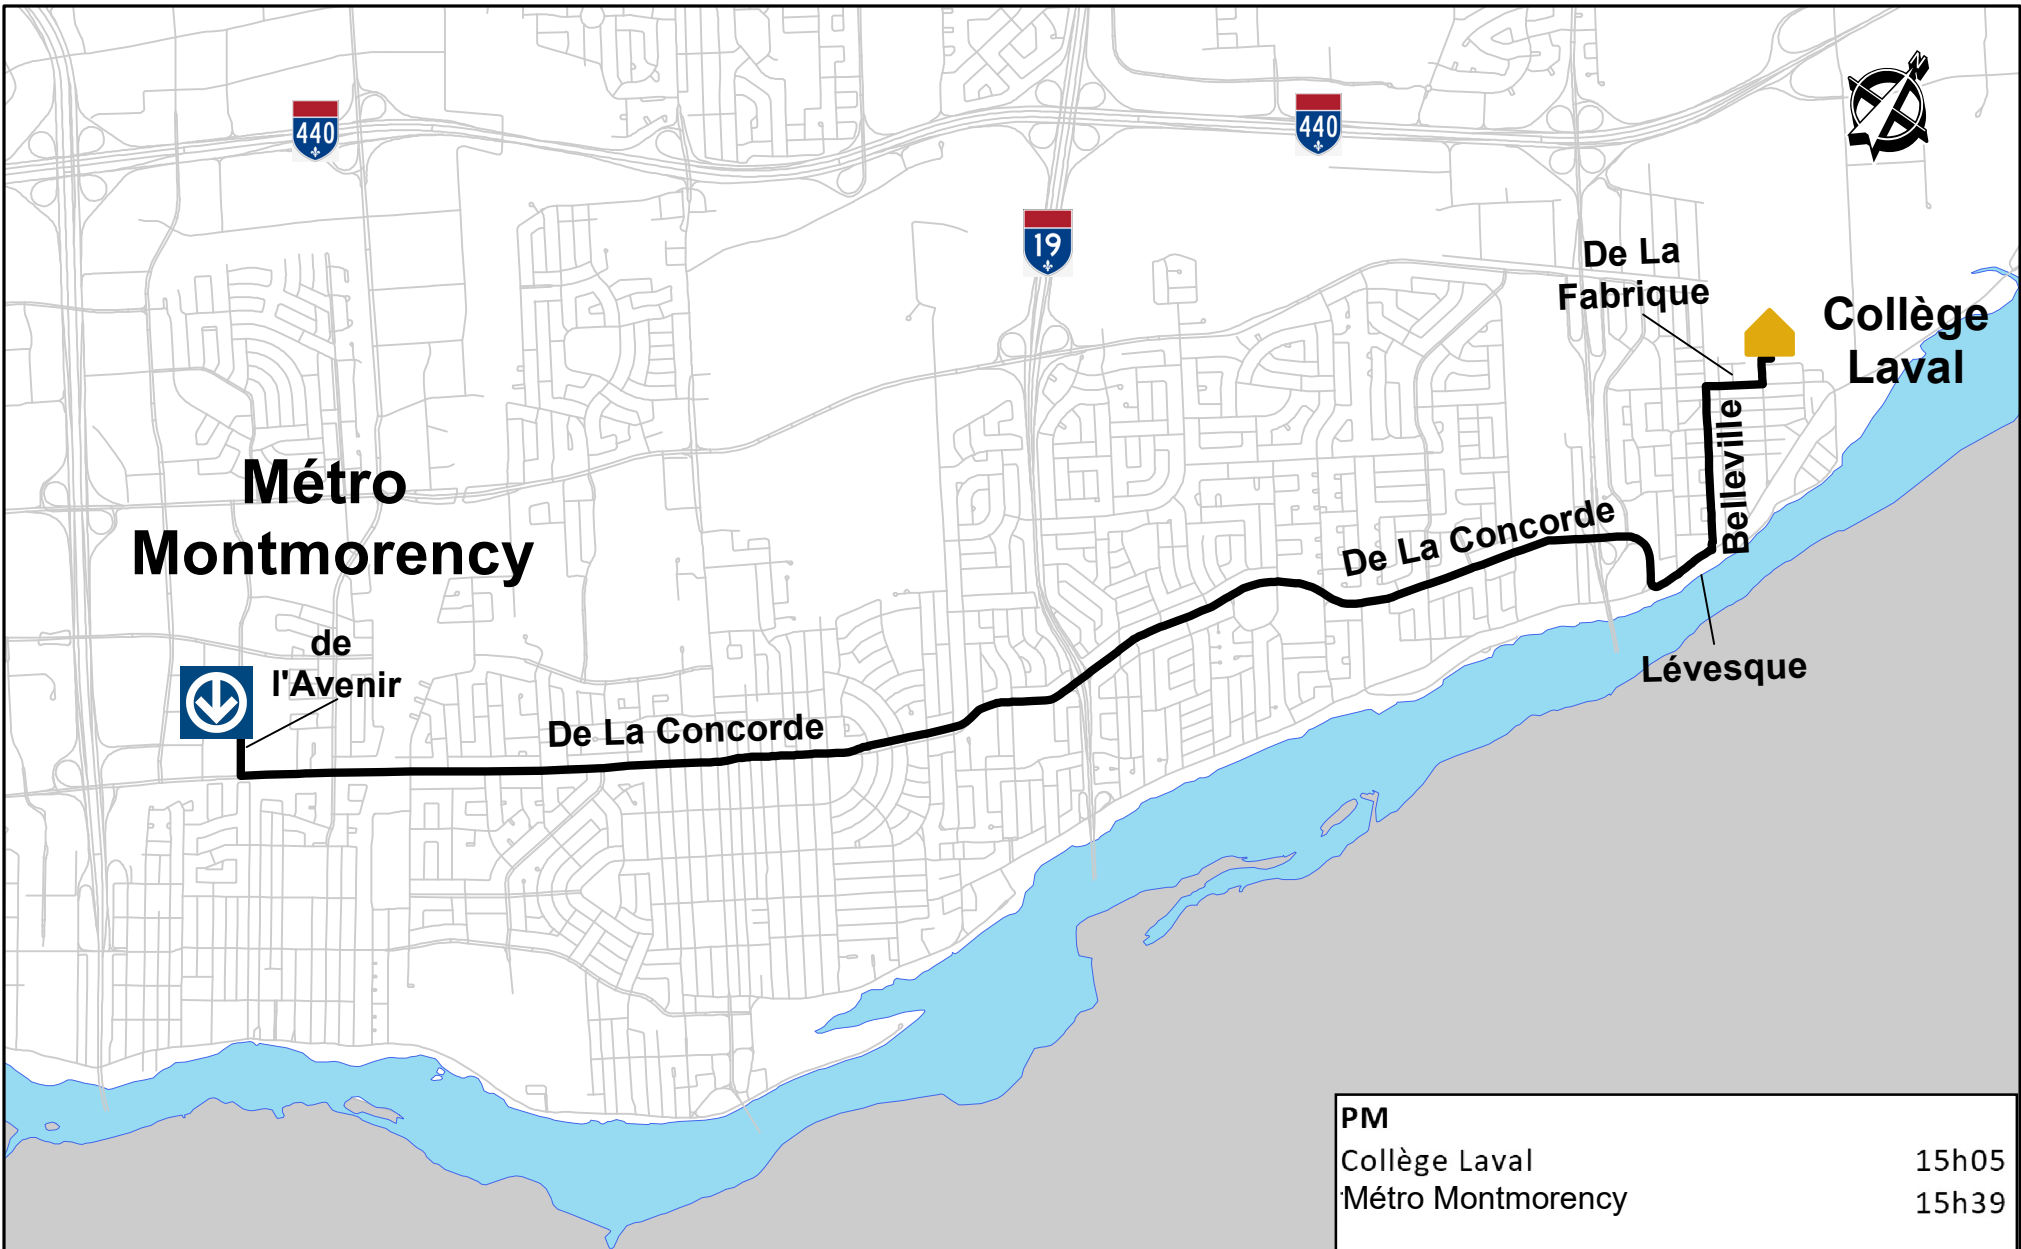 N
440
440
19
De La
Fabrique
Collège
Laval
Belleville
Métro
Montmorency
De La Concorde
de
l'Avenir
Lévesque
De La Concorde
PM
Collège Laval 15h05
Métro Montmorency 15h39